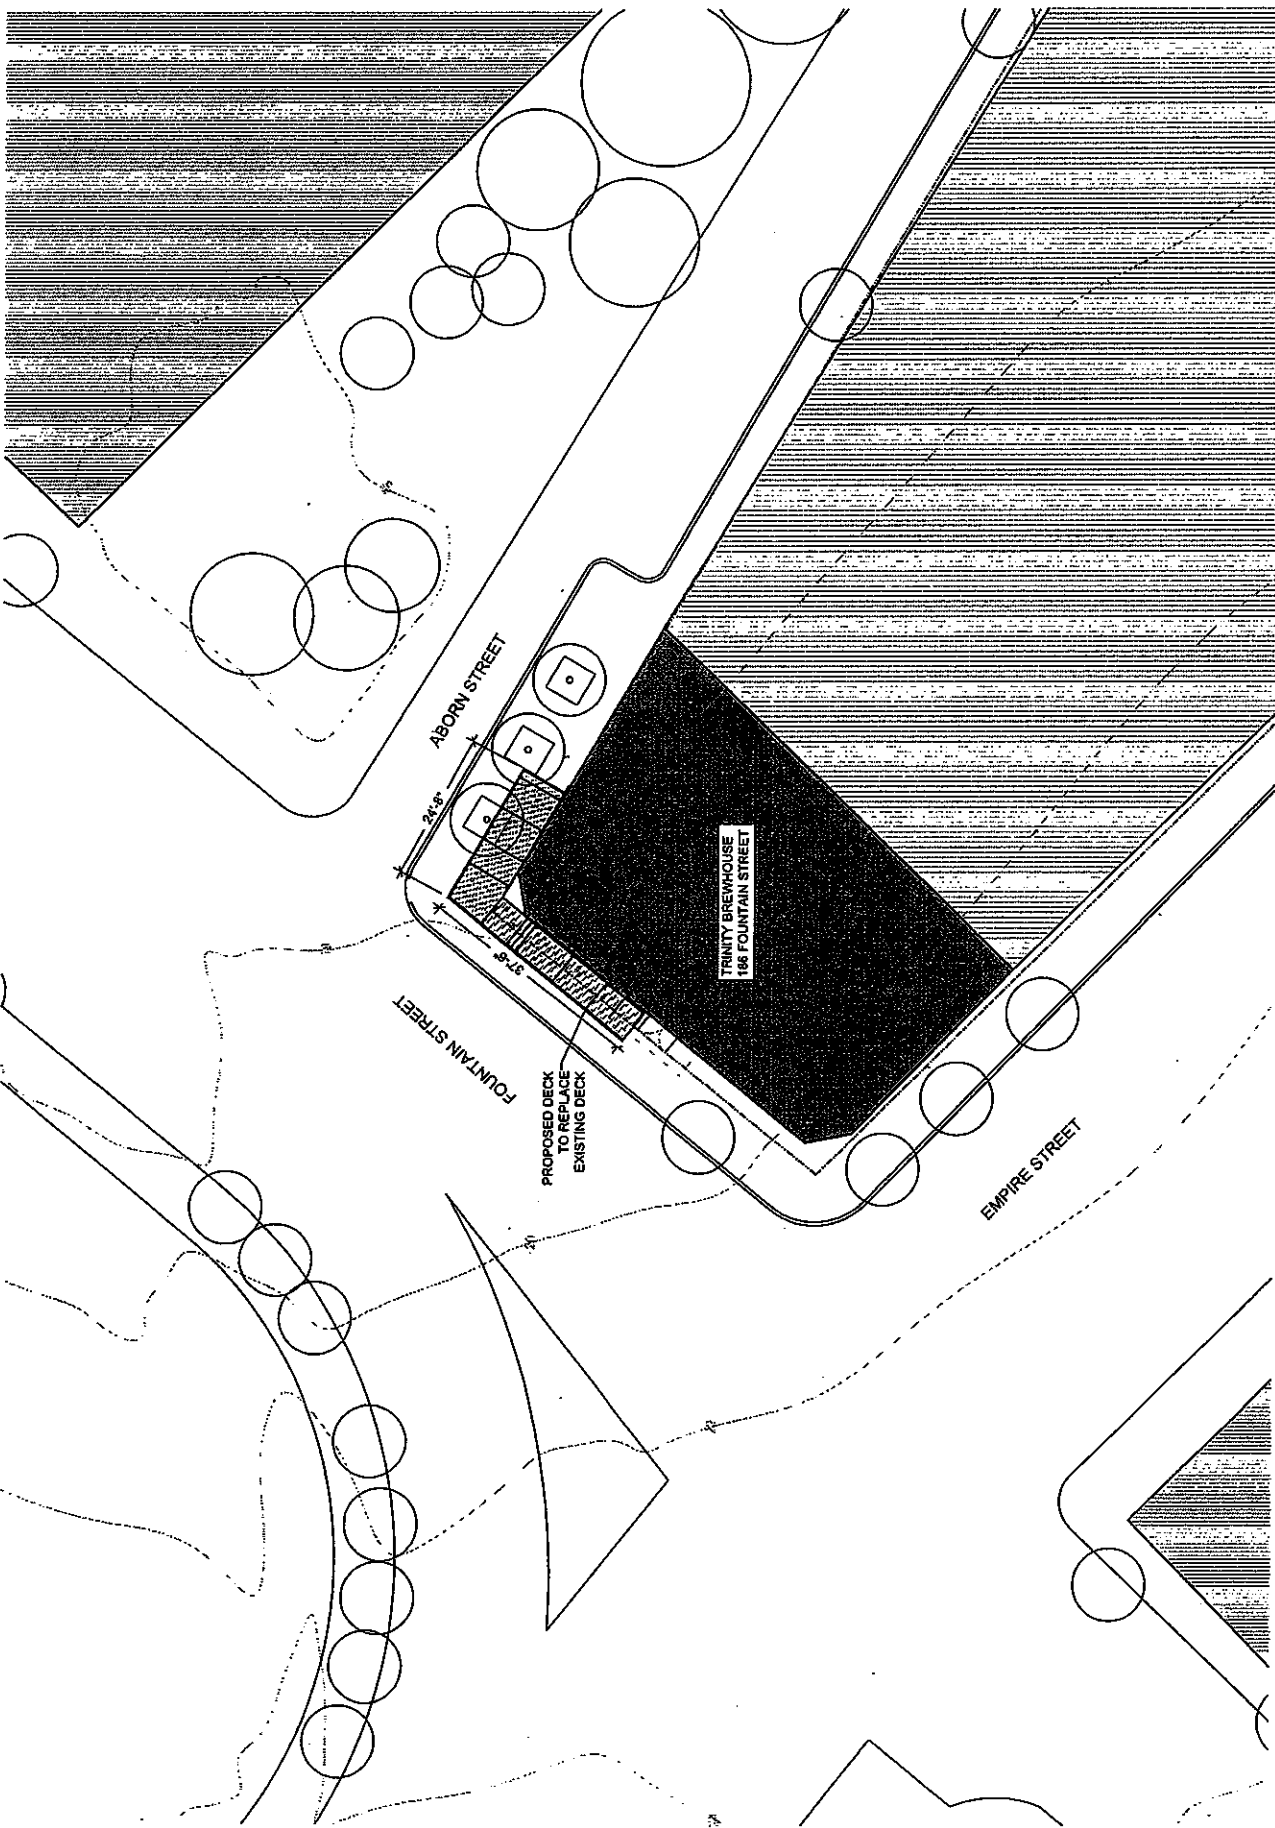 ABORN STREET
24'-8"
37'-8"
FOUNTAIN STREET
PROPOSED DECK
TO REPLACE
EXISTING DECK
TRINITY BREWHOUSE
186 FOUNTAIN STREET
EMPIRE STREET
20